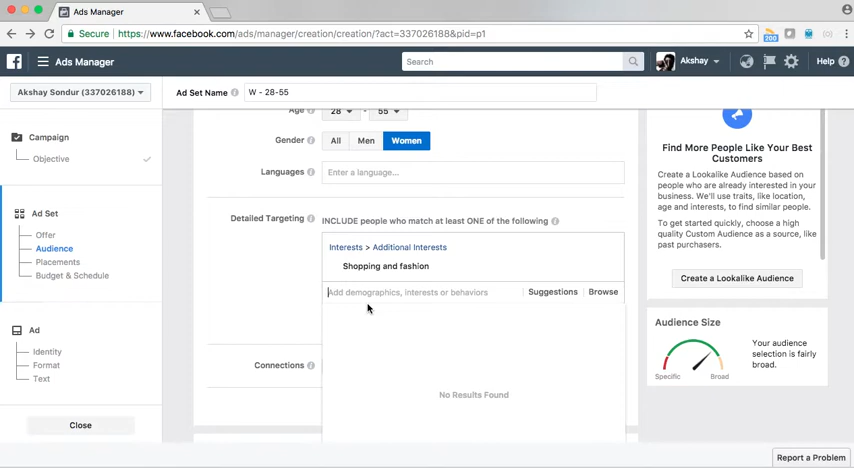 Ads Manager
Secure https://www.facebook.com/ads/manager/creation/creation/?act=337026188&pid=p1
200
Ads Manager
Search
Akshay
Help
Akshay Sondur (337026188)
Ad Set Name
W - 28-55
Campaign
Objective
Ad Set
Offer
Audience
Placements
Budget & Schedule
Ad
Identity
Format
Text
Close
Age
28 - 55
Gender
All Men Women
Languages
Enter a language...
Detailed Targeting
INCLUDE people who match at least ONE of the following
Interests > Additional Interests
Shopping and fashion
Add demographics, interests or behaviors
Suggestions
Browse
No Results Found
Connections
Find More People Like Your Best
Customers
Create a Lookalike Audience based on
people who are already interested in your
business. We'll use traits, like location,
age and interests, to find similar people.
To get started quickly, choose a high
quality Custom Audience as a source, like
past purchasers.
Create a Lookalike Audience
Audience Size
Specific
Broad
Your audience
selection is fairly
broad.
Report a Problem